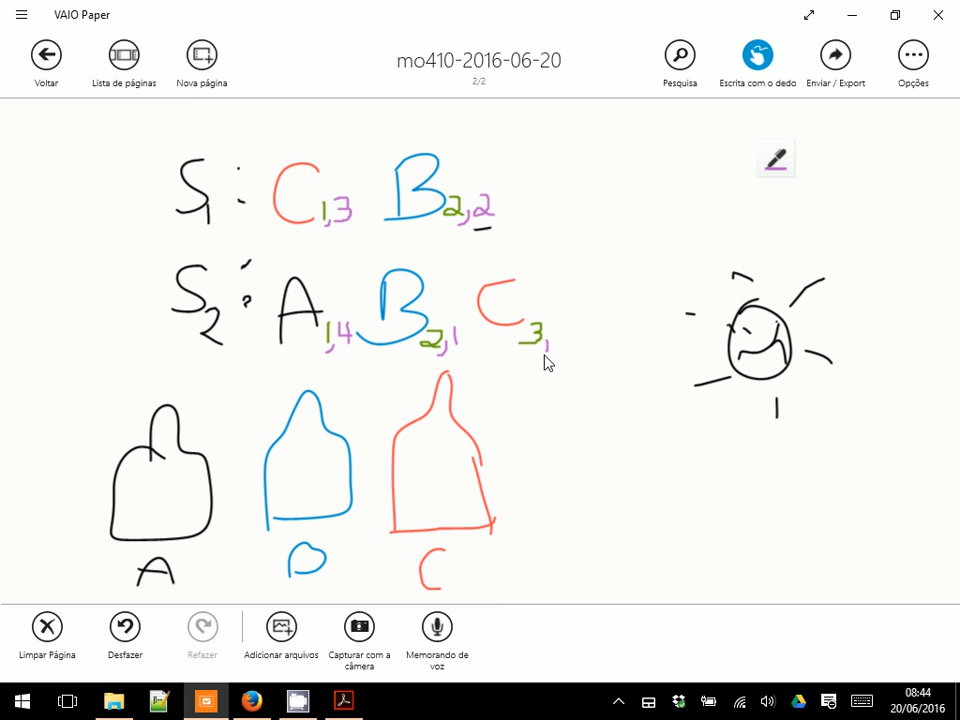 VAIO Paper
Voltar
Lista de páginas
Nova página
mo410-2016-06-20
2/2
Pesquisa
Escrita com o dedo
Enviar / Export
Opções
S1: C1,3 B2,2
S2: A1,4 B2,1 C3,
A B C
Limpar Página
Desfazer
Refazer
Adicionar arquivos
Capturar com a
câmera
Memorando de
voz
08:44
20/06/2016